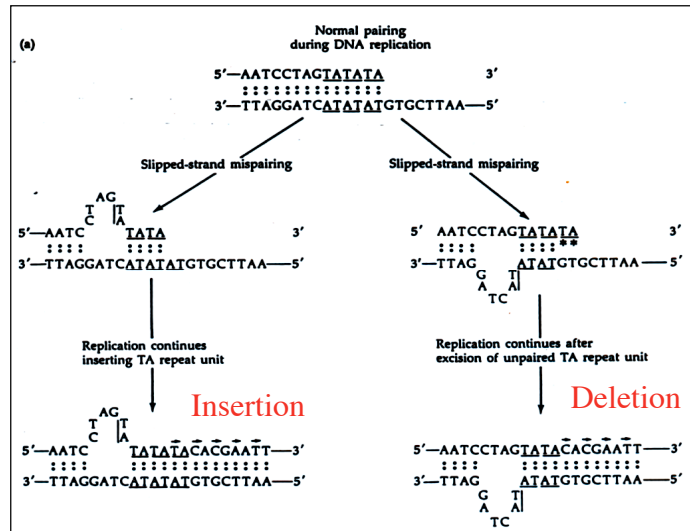 (a)
Normal pairing
during DNA replication
5'—AATCCTAGTATATA 3'
3'—TTAGGATCATATATGTGCTTAA—5'
Slipped-strand mispairing
Slipped-strand mispairing
AG
T T
C A
5'—AATC TATA 3'
3'—TTAGGATCATATATGTGCTTAA—5'
5' AATCCTAGTATATA 3'
**
3'—TTAG ATATGTGCTTAA—5'
G T
A A
TC
Replication continues
inserting TA repeat unit
Replication continues after
excision of unpaired TA repeat unit
Insertion
Deletion
AG
T T
C A
5'—AATC TATATACACGAATT—3'
3'—TTAGGATCATATATGTGCTTAA—5'
5'—AATCCTAGTATACACGAATT—3'
3'—TTAG ATATGTGCTTAA—5'
G T
A A
TC